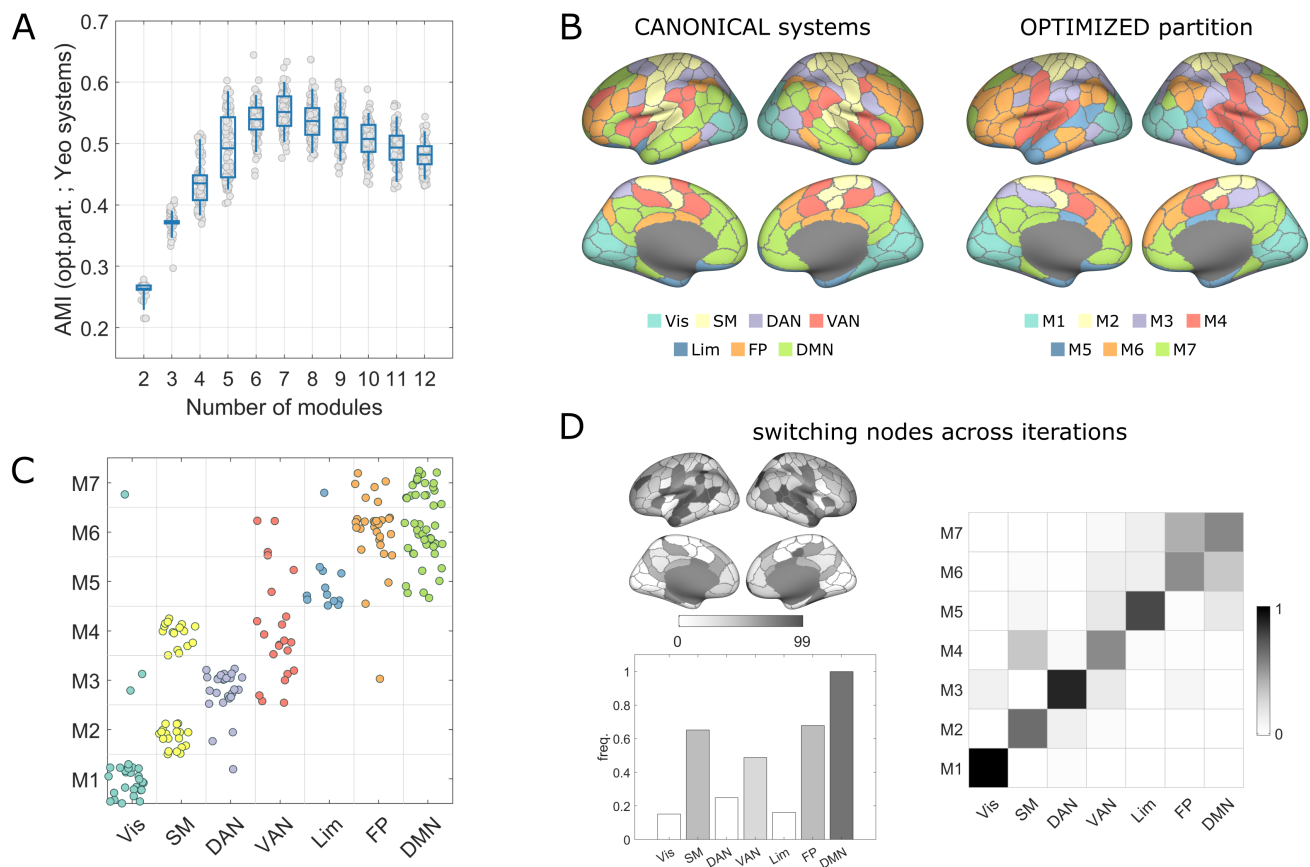 A
AMI (opt.part. ; Yeo systems)
0.7
0.6
0.5
0.4
0.3
0.2
2 3 4 5 6 7 8 9 10 11 12
Number of modules
B
CANONICAL systems
OPTIMIZED partition
Vis SM DAN VAN
Lim FP DMN
M1 M2 M3 M4
M5 M6 M7
C
M7
M6
M5
M4
M3
M2
M1
Vis SM DAN VAN Lim FP DMN
D
switching nodes across iterations
0 99
freq.
1
0.8
0.6
0.4
0.2
0
Vis SM DAN VAN Lim FP DMN
M7
M6
M5
M4
M3
M2
M1
Vis SM DAN VAN Lim FP DMN
1
0